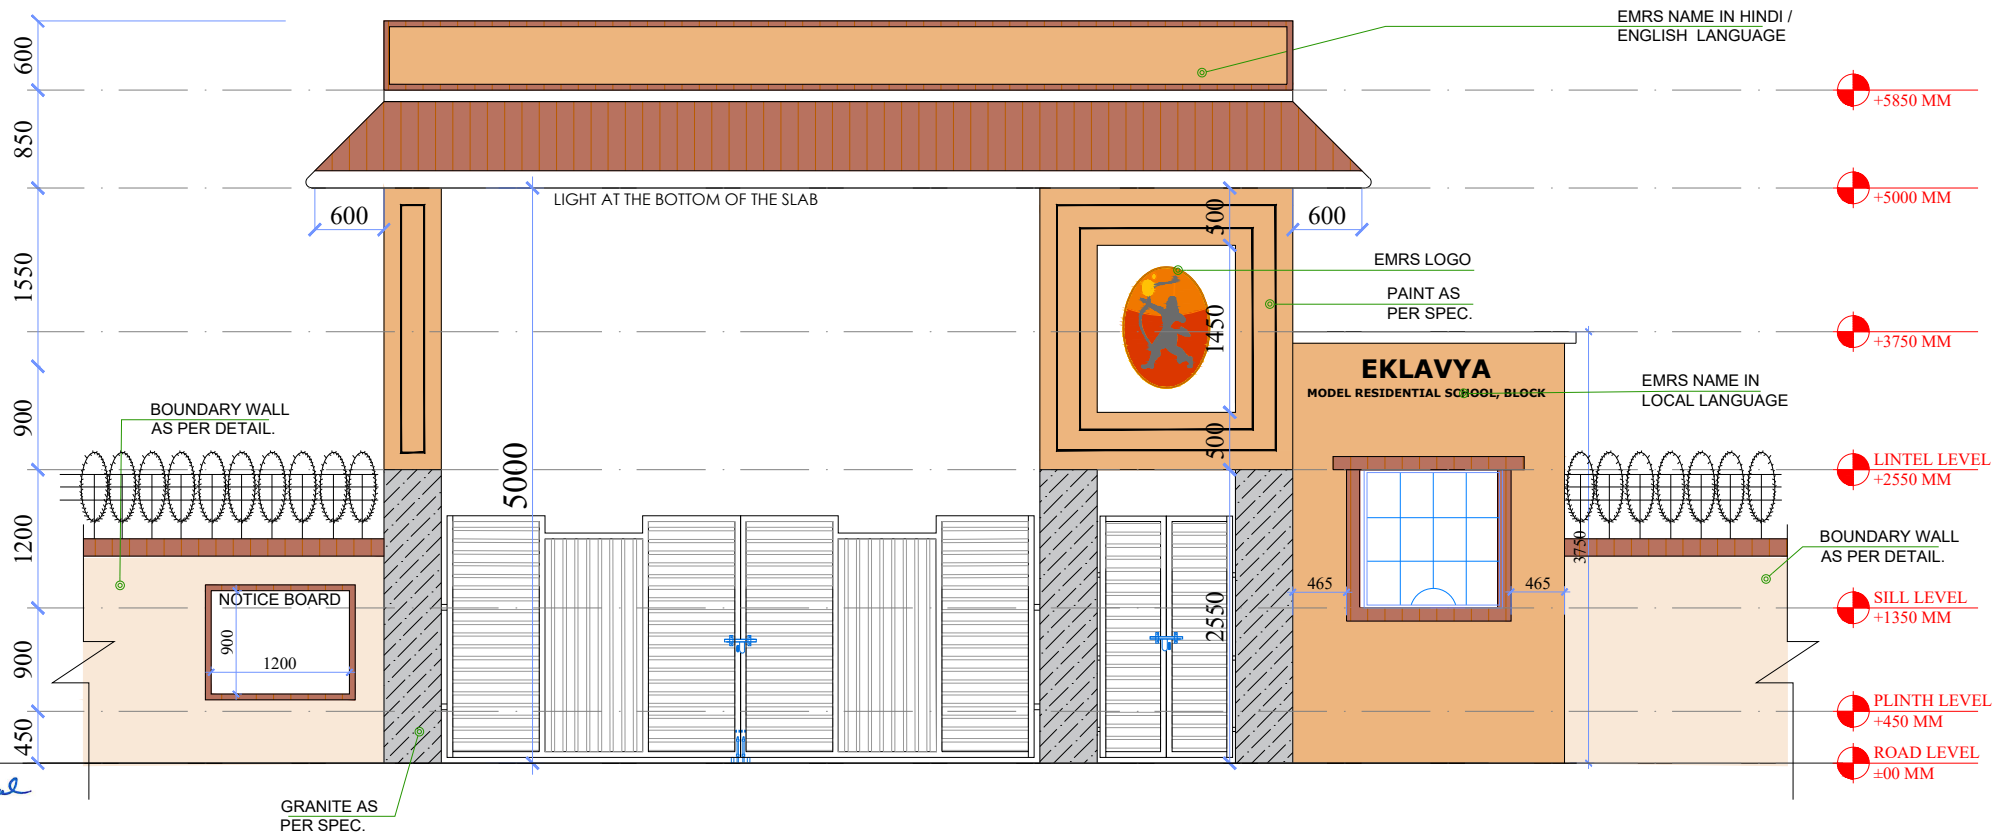 EMRS NAME IN HINDI /
ENGLISH LANGUAGE
600
+5850 MM
850
+5000 MM
LIGHT AT THE BOTTOM OF THE SLAB
600
500
600
1550
EMRS LOGO
PAINT AS
PER SPEC.
1450
+3750 MM
EKLAVYA
MODEL RESIDENTIAL SCHOOL, BLOCK
EMRS NAME IN
LOCAL LANGUAGE
900
BOUNDARY WALL
AS PER DETAIL.
500
5000
LINTEL LEVEL
+2550 MM
1200
3750
BOUNDARY WALL
AS PER DETAIL.
465
465
NOTICE BOARD
900
1200
2550
SILL LEVEL
+1350 MM
900
PLINTH LEVEL
+450 MM
450
ROAD LEVEL
±00 MM
GRANITE AS
PER SPEC.